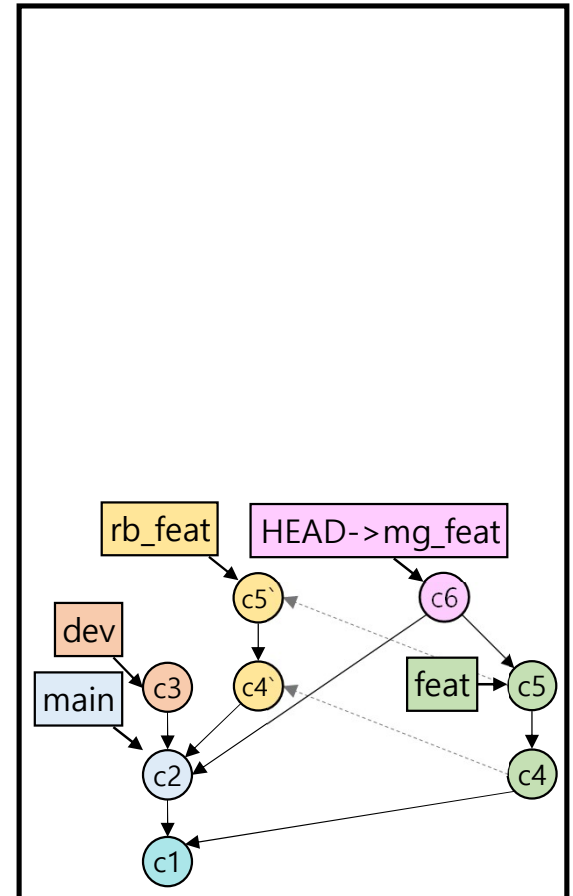 rb_feat
HEAD->mg_feat
c5`
c6
dev
c3
c4`
feat
c5
main
c2
c4
c1